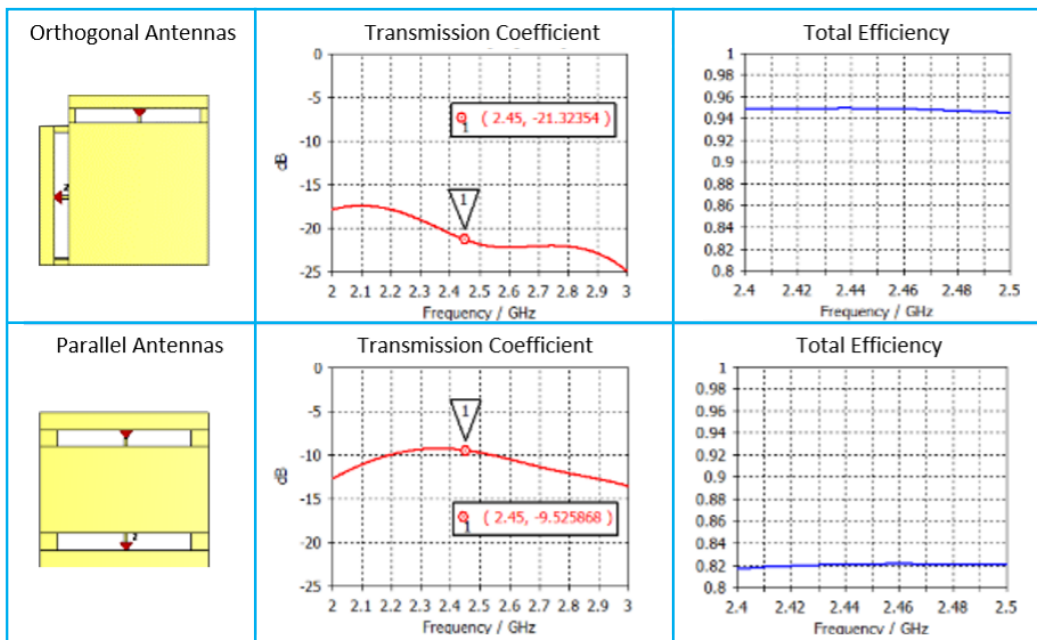 Orthogonal Antennas
2
Transmission Coefficient
0
-5
-10
-15
-20
-25
dB
( 2.45, -21.32354 )
1
1
2 2.1 2.2 2.3 2.4 2.5 2.6 2.7 2.8 2.9 3
Frequency / GHz
Total Efficiency
1
0.98
0.96
0.94
0.92
0.9
0.88
0.86
0.84
0.82
0.8
2.4 2.42 2.44 2.46 2.48 2.5
Frequency / GHz
Parallel Antennas
2
Transmission Coefficient
0
-5
-10
-15
-20
-25
dB
1
( 2.45, -9.525868 )
1
2 2.1 2.2 2.3 2.4 2.5 2.6 2.7 2.8 2.9 3
Frequency / GHz
Total Efficiency
1
0.98
0.96
0.94
0.92
0.9
0.88
0.86
0.84
0.82
0.8
2.4 2.42 2.44 2.46 2.48 2.5
Frequency / GHz